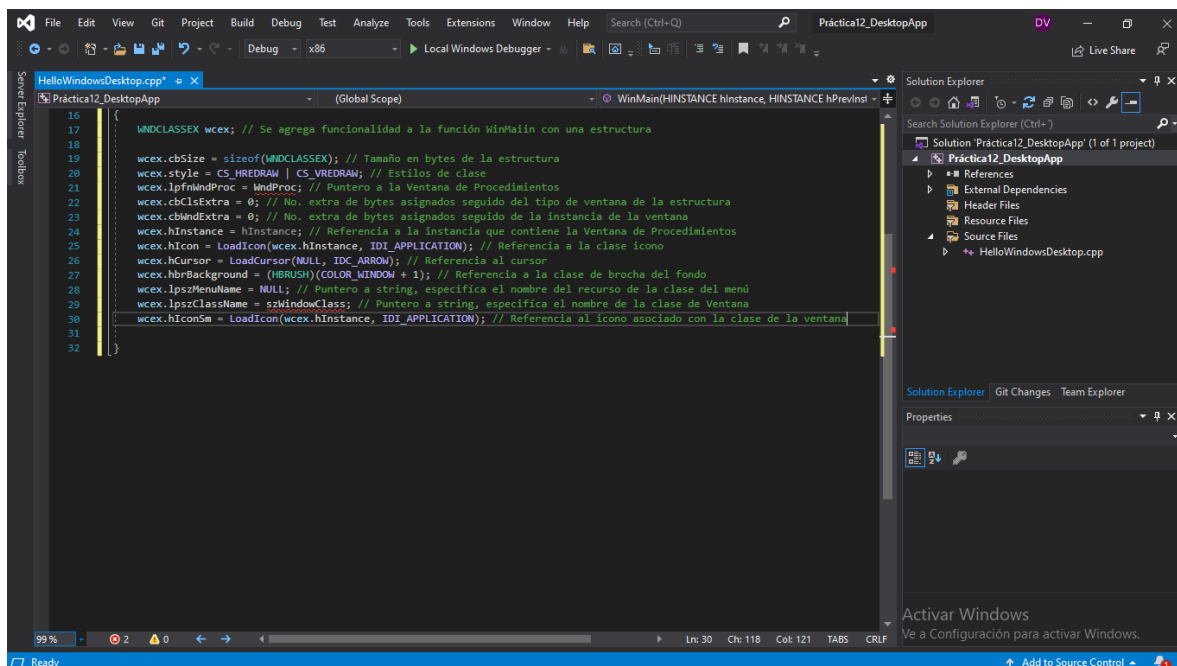 File Edit View Git Project Build Debug Test Analyze Tools Extensions Window Help Search (Ctrl+Q) Práctica12_DesktopApp DV
Debug x86 Local Windows Debugger Live Share
Server Explorer
Toolbox
HelloWindowsDesktop.cpp*
Práctica12_DesktopApp (Global Scope) WinMain(HINSTANCE hInstance, HINSTANCE hPrevInst
16 {
17 WNDCLASSEX wcex; // Se agrega funcionalidad a la función WinMaiin con una estructura
18
19 wcex.cbSize = sizeof(WNDCLASSEX); // Tamaño en bytes de la estructura
20 wcex.style = CS_HREDRAW | CS_VREDRAW; // Estilos de clase
21 wcex.lpfnWndProc = WndProc; // Puntero a la Ventana de Procedimientos
22 wcex.cbClsExtra = 0; // No. extra de bytes asignados seguido del tipo de ventana de la estructura
23 wcex.cbWndExtra = 0; // No. extra de bytes asignados seguido de la instancia de la ventana
24 wcex.hInstance = hInstance; // Referencia a la instancia que contiene la Ventana de Procedimientos
25 wcex.hIcon = LoadIcon(wcex.hInstance, IDI_APPLICATION); // Referencia a la clase icono
26 wcex.hCursor = LoadCursor(NULL, IDC_ARROW); // Referencia al cursor
27 wcex.hbrBackground = (HBRUSH)(COLOR_WINDOW + 1); // Referencia a la clase de brocha del fondo
28 wcex.lpszMenuName = NULL; // Puntero a string, especifíca el nombre del recurso de la clase del menú
29 wcex.lpszClassName = szWindowClass; // Puntero a string, especifíca el nombre de la clase de Ventana
30 wcex.hIconSm = LoadIcon(wcex.hInstance, IDI_APPLICATION); // Referencia al icono asociado con la clase de la ventana
31
32 }
99 % 2 0 Ln: 30 Ch: 118 Col: 121 TABS CRLF
Solution Explorer
Search Solution Explorer (Ctrl+¨)
Solution 'Práctica12_DesktopApp' (1 of 1 project)
Práctica12_DesktopApp
References
External Dependencies
Header Files
Resource Files
Source Files
HelloWindowsDesktop.cpp
Solution Explorer Git Changes Team Explorer
Properties
Activar Windows
Ve a Configuración para activar Windows.
Ready Add to Source Control 1